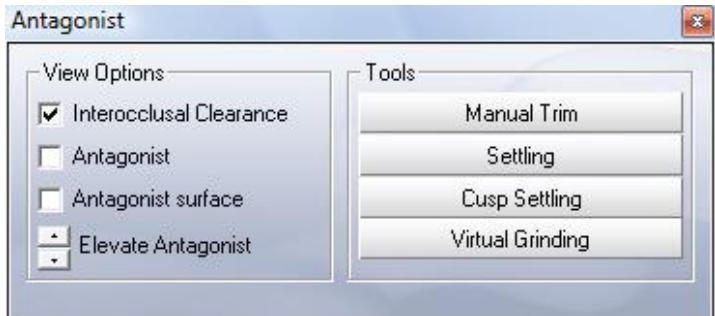 Antagonist
View Options
Interocclusal Clearance
Antagonist
Antagonist surface
Elevate Antagonist
Tools
Manual Trim
Settling
Cusp Settling
Virtual Grinding